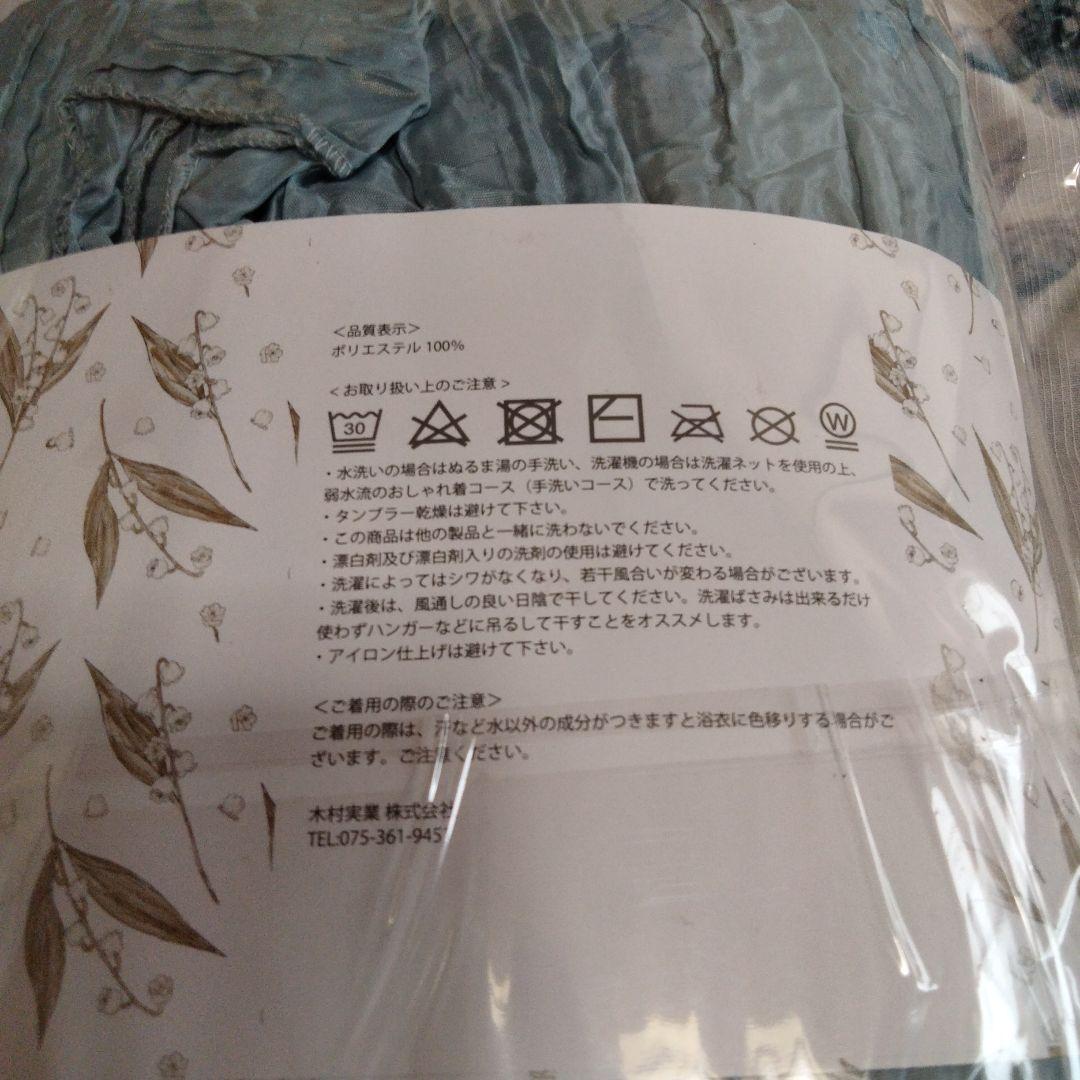 ＜品質表示＞
ポリエステル 100%
＜お取り扱い上のご注意＞
30
W
・水洗いの場合はぬるま湯の手洗い、洗濯機の場合は洗濯ネットを使用の上、
弱水流のおしゃれ着コース（手洗いコース）で洗ってください。
・タンブラー乾燥は避けて下さい。
・この商品は他の製品と一緒に洗わないでください。
・漂白剤及び漂白剤入りの洗剤の使用は避けてください。
・洗濯によってはシワがなくなり、若干風合いが変わる場合がございます。
・洗濯後は、風通しの良い日陰で干してください。洗濯ばさみは出来るだけ
使わずハンガーなどに吊るして干すことをオススメします。
・アイロン仕上げは避けて下さい。
＜ご着用の際のご注意＞
ご着用の際は、汗など水以外の成分がつきますと浴衣に色移りする場合がご
ざいます。ご注意ください。
木村実業 株式会社
TEL:075-361-9451